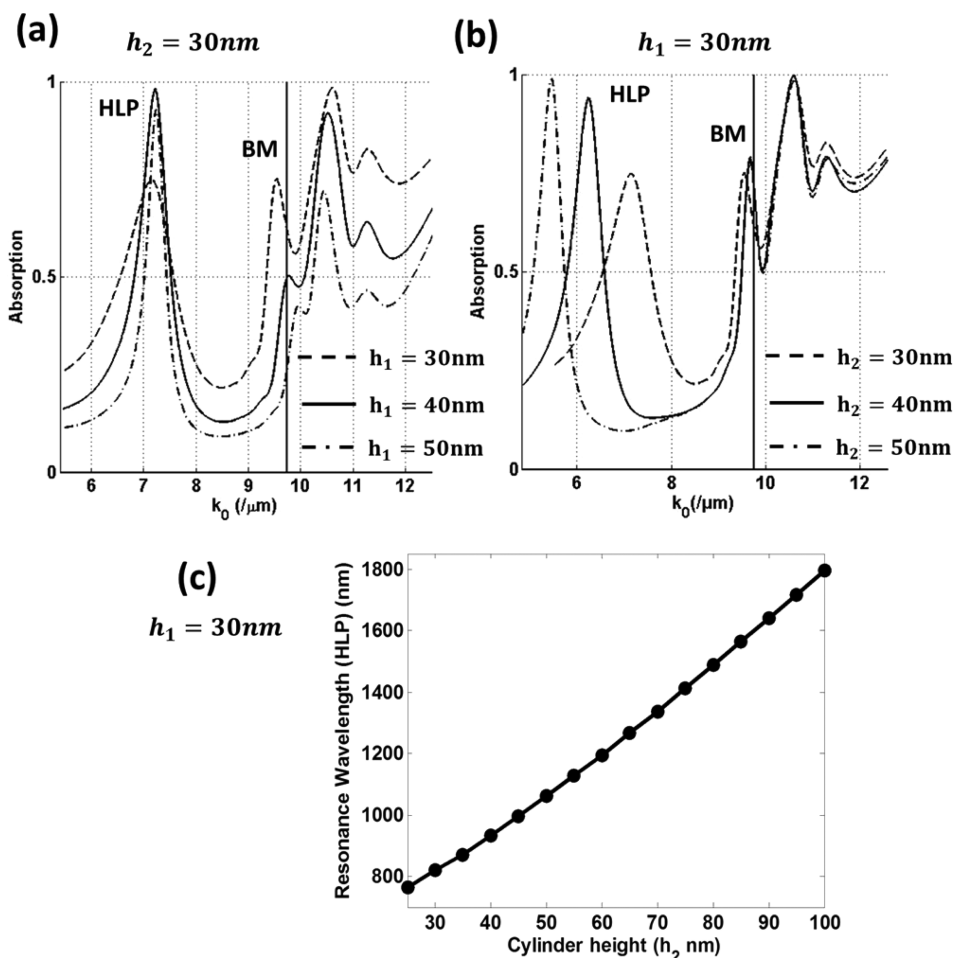 (a)
h₂ = 30nm
HLP
BM
Absorption
1
0.5
0
6 7 8 9 10 11 12
k₀ (/μm)
h₁ = 30nm
h₁ = 40nm
h₁ = 50nm
(b)
h₁ = 30nm
HLP
BM
Absorption
1
0.5
0
6 8 10 12
k₀(/μm)
h₂ = 30nm
h₂ = 40nm
h₂ = 50nm
(c)
h₁ = 30nm
Resonance Wavelength (HLP) (nm)
1800
1600
1400
1200
1000
800
30 40 50 60 70 80 90 100
Cylinder height (h₂ nm)